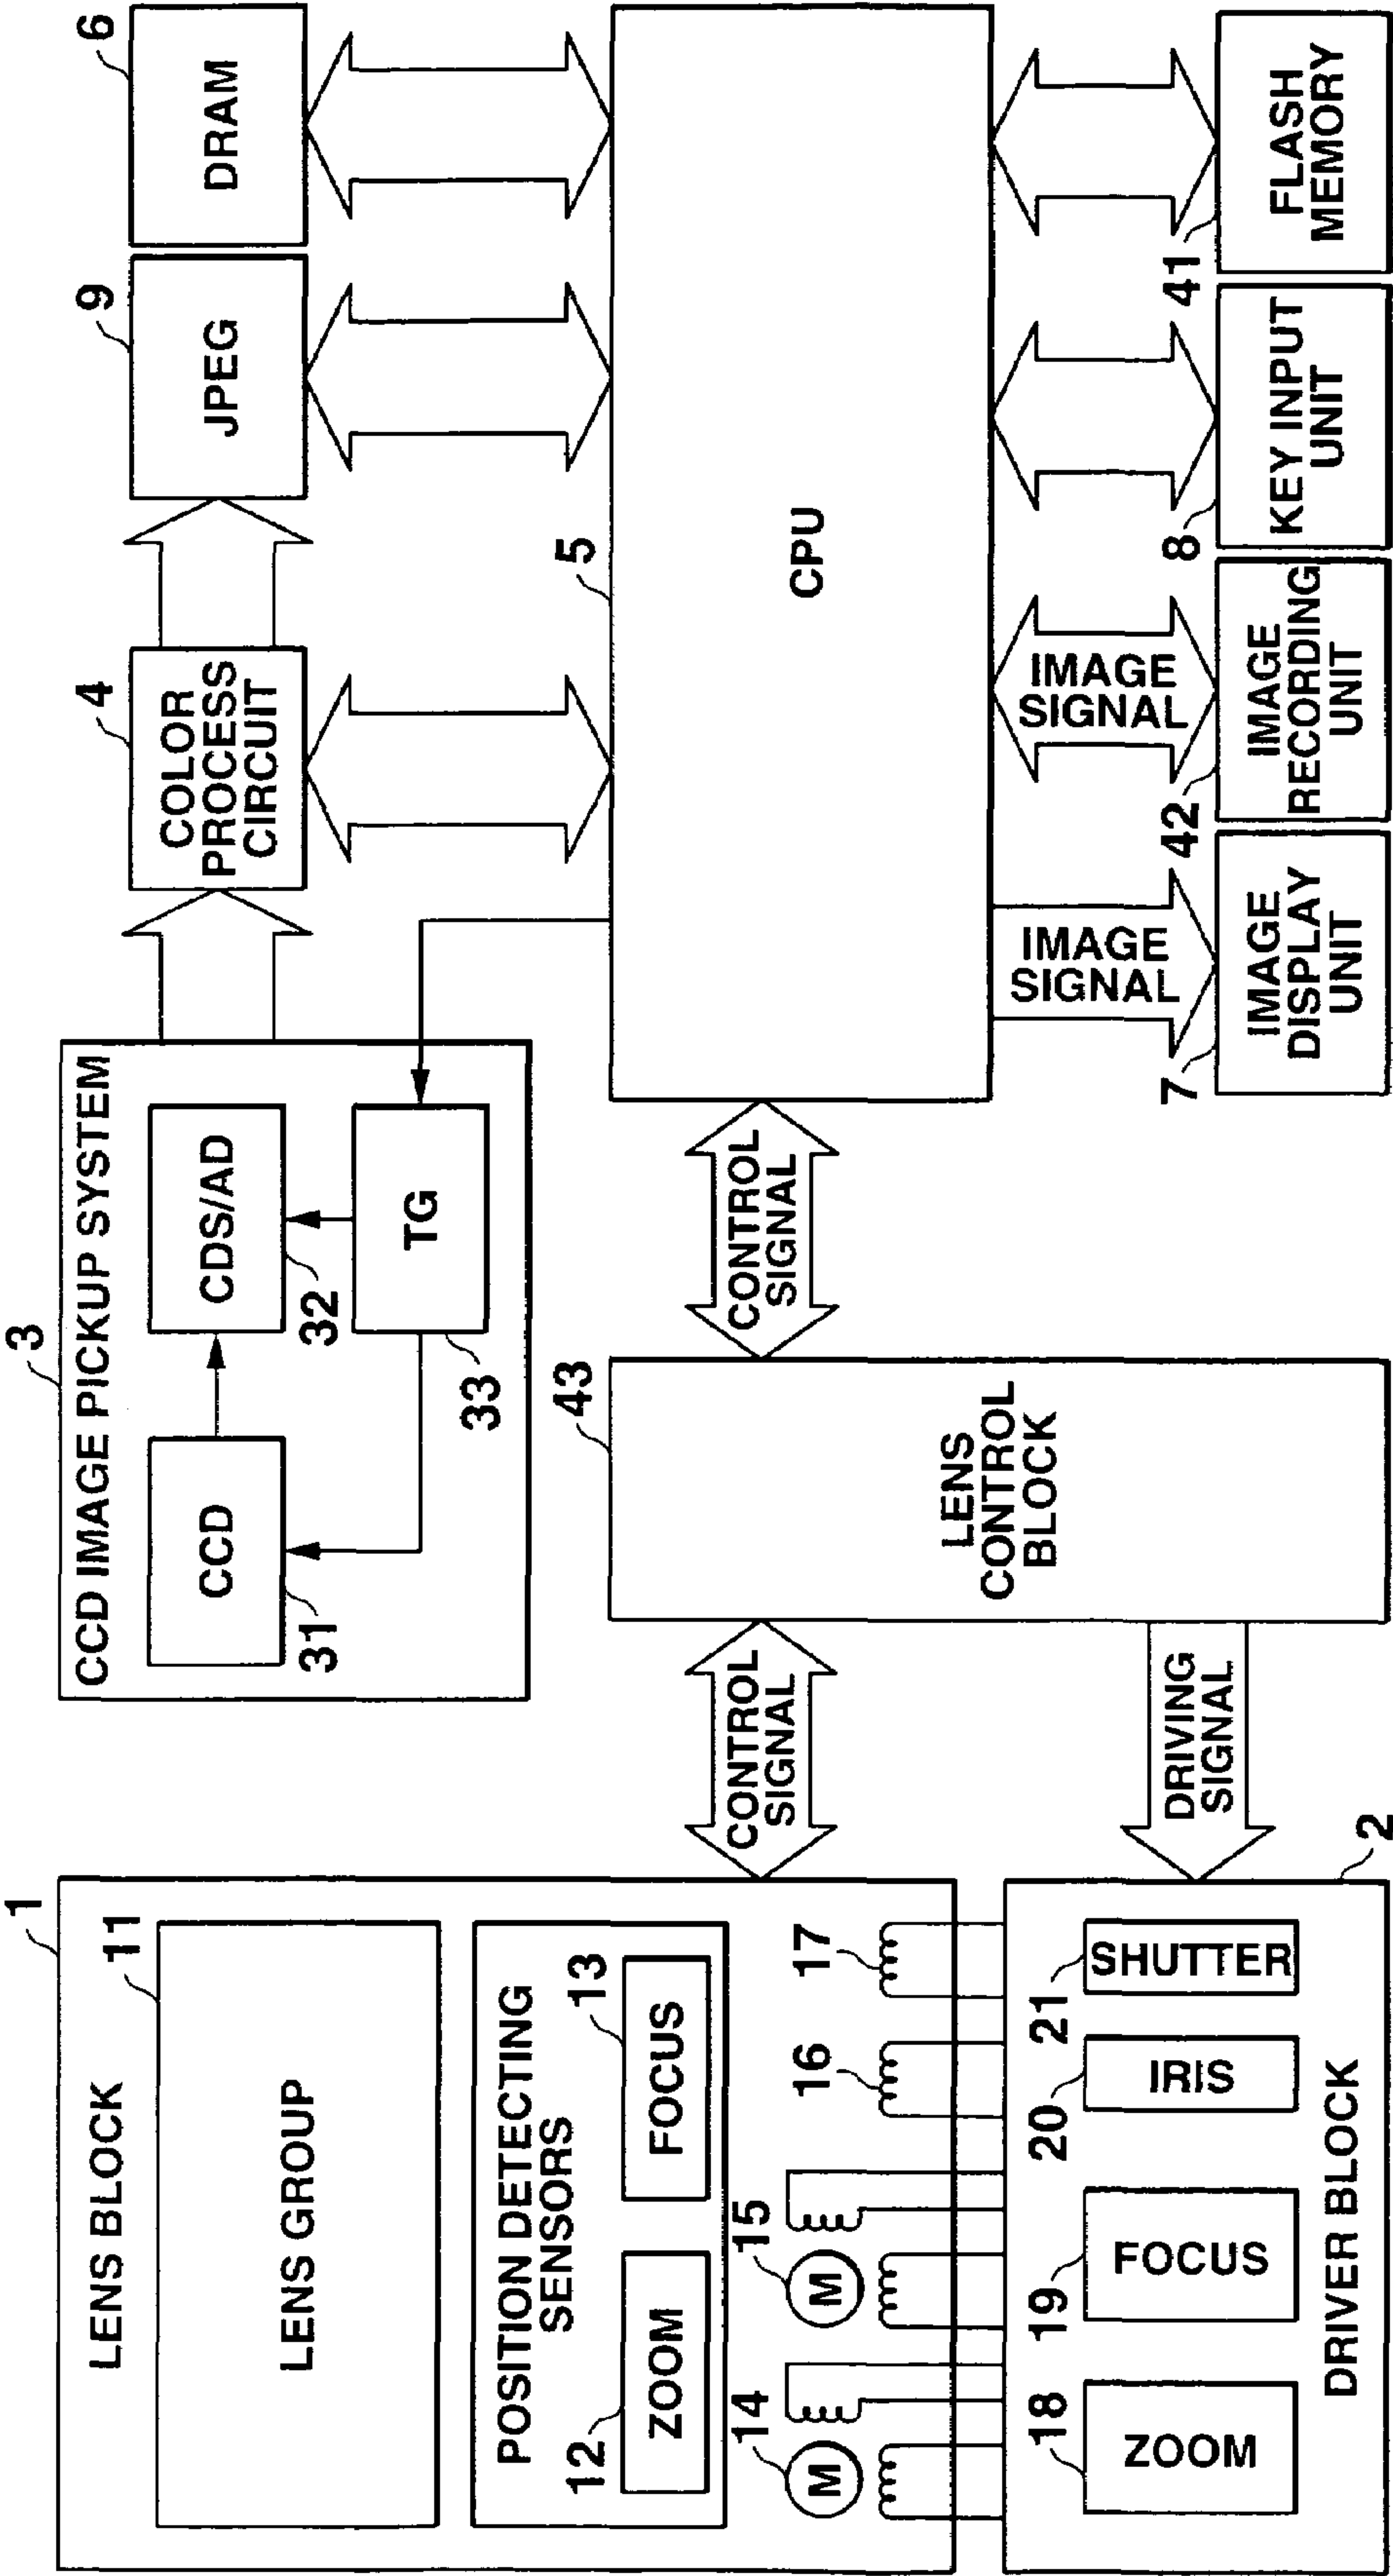 1
LENS BLOCK
11
LENS GROUP
POSITION DETECTING
SENSORS
12
ZOOM
13
FOCUS
14
M
15
M
16
17
18
ZOOM
19
FOCUS
20
IRIS
21
SHUTTER
DRIVER BLOCK
2
CONTROL
SIGNAL
DRIVING
SIGNAL
3
CCD IMAGE PICKUP SYSTEM
CCD
31
CDS/AD
32
TG
33
43
LENS
CONTROL
BLOCK
CONTROL
SIGNAL
4
COLOR
PROCESS
CIRCUIT
9
JPEG
6
DRAM
5
CPU
IMAGE
SIGNAL
IMAGE
SIGNAL
7
IMAGE
DISPLAY
UNIT
42
IMAGE
RECORDING
UNIT
8
KEY INPUT
UNIT
41
FLASH
MEMORY